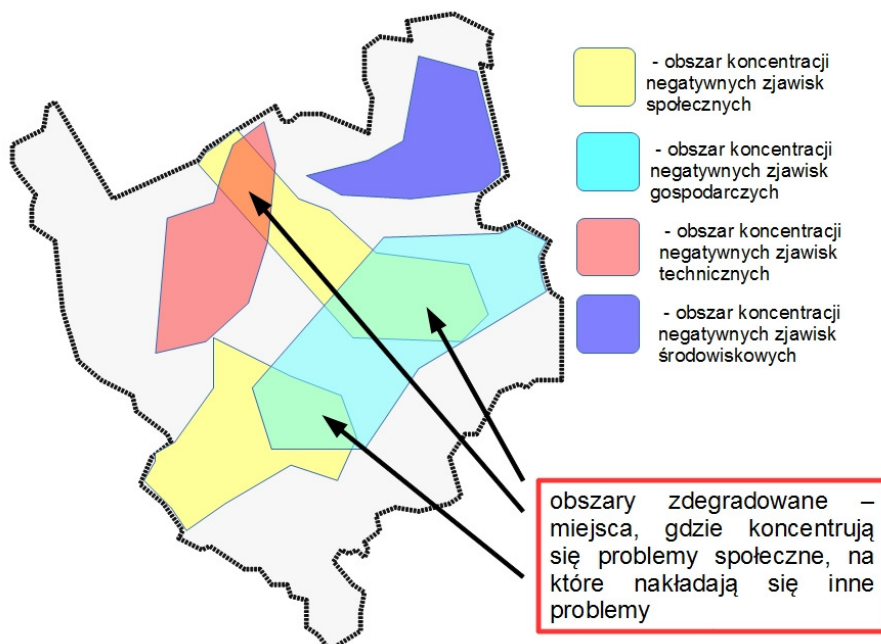 - obszar koncentracji
negatywnych zjawisk
społecznych
- obszar koncentracji
negatywnych zjawisk
gospodarczych
- obszar koncentracji
negatywnych zjawisk
technicznych
- obszar koncentracji
negatywnych zjawisk
środowiskowych
obszary zdegradowane –
miejsca, gdzie koncentrują
się problemy społeczne, na
które nakładają się inne
problemy